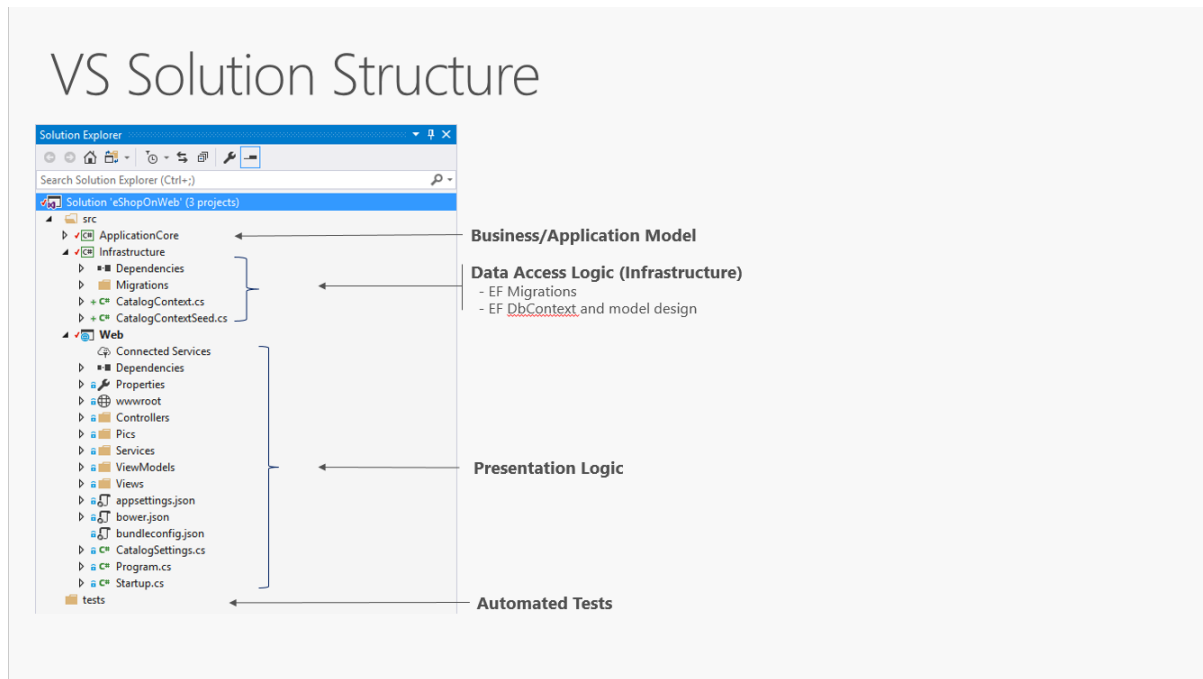 VS Solution Structure
Solution Explorer
Search Solution Explorer (Ctrl+;)
Solution 'eShopOnWeb' (3 projects)
src
C# ApplicationCore
Business/Application Model
C# Infrastructure
Dependencies
Data Access Logic (Infrastructure)
Migrations
- EF Migrations
C# CatalogContext.cs
- EF DbContext and model design
C# CatalogContextSeed.cs
Web
Connected Services
Dependencies
Properties
wwwroot
Controllers
Pics
Services
ViewModels
Presentation Logic
Views
appsettings.json
bower.json
bundleconfig.json
C# CatalogSettings.cs
C# Program.cs
C# Startup.cs
tests
Automated Tests